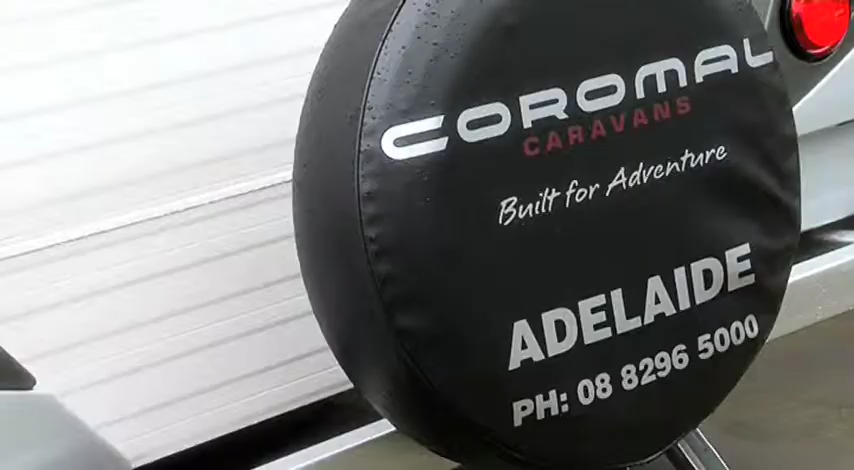 COROMAL
CARAVANS
Built for Adventure
ADELAIDE
PH: 08 8296 5000